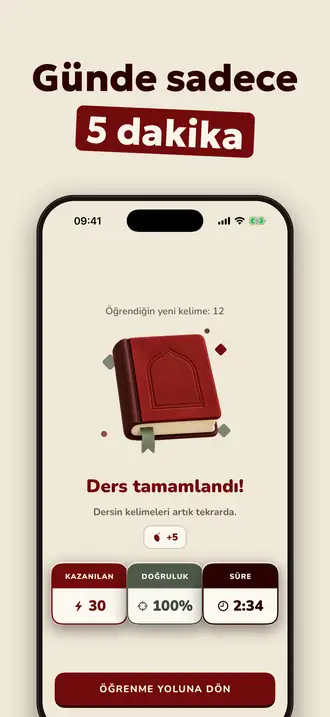 Günde sadece
5 dakika
09:41
Öğrendiğin yeni kelime: 12
Ders tamamlandı!
Dersin kelimeleri artık tekrarda.
+5
KAZANILAN DOĞRULUK SÜRE
30 100% 2:34
ÖĞRENME YOLUNA DÖN